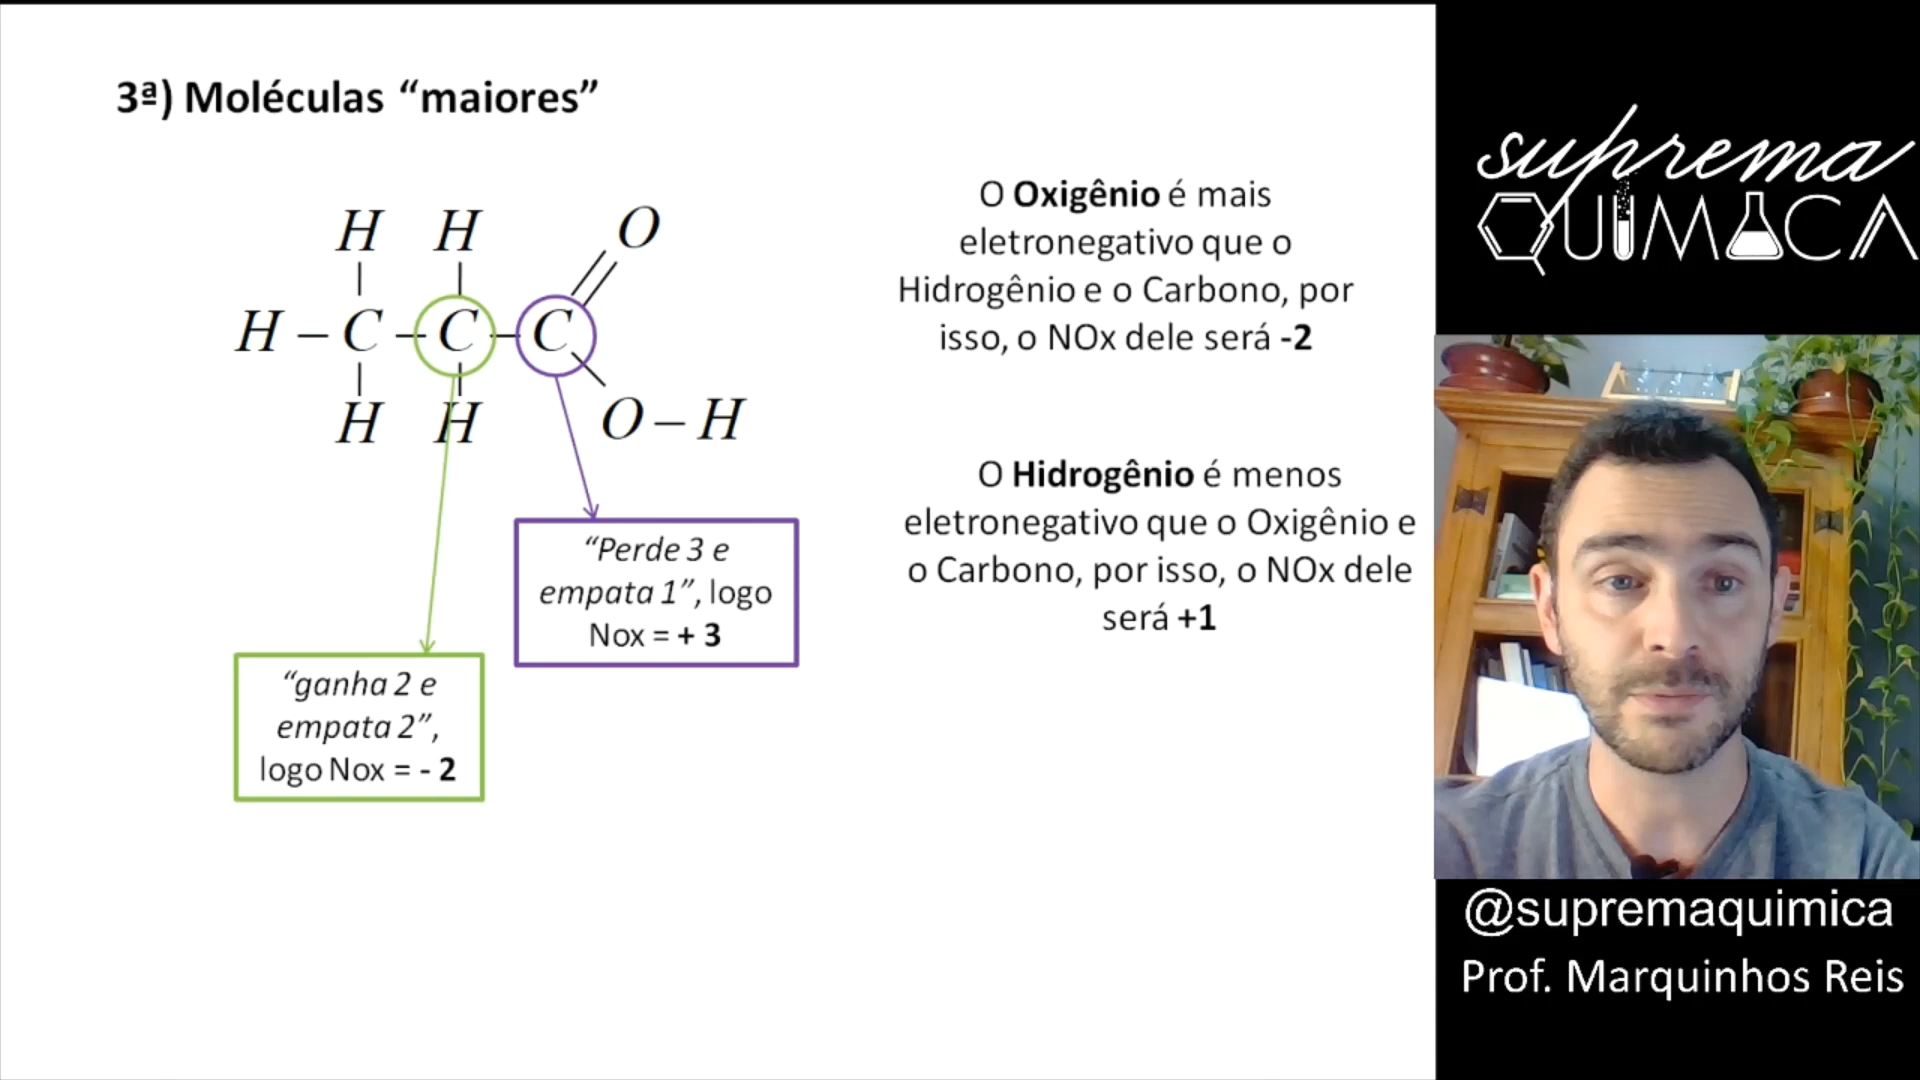 3ª) Moléculas “maiores”
H H O
H – C – C – C
H H O – H
“Perde 3 e
empata 1”, logo
Nox = + 3
“ganha 2 e
empata 2”,
logo Nox = - 2
O Oxigênio é mais
eletronegativo que o
Hidrogênio e o Carbono, por
isso, o NOx dele será -2
O Hidrogênio é menos
eletronegativo que o Oxigênio e
o Carbono, por isso, o NOx dele
será +1
suprema
QUÍMICA
@supremaquimica
Prof. Marquinhos Reis